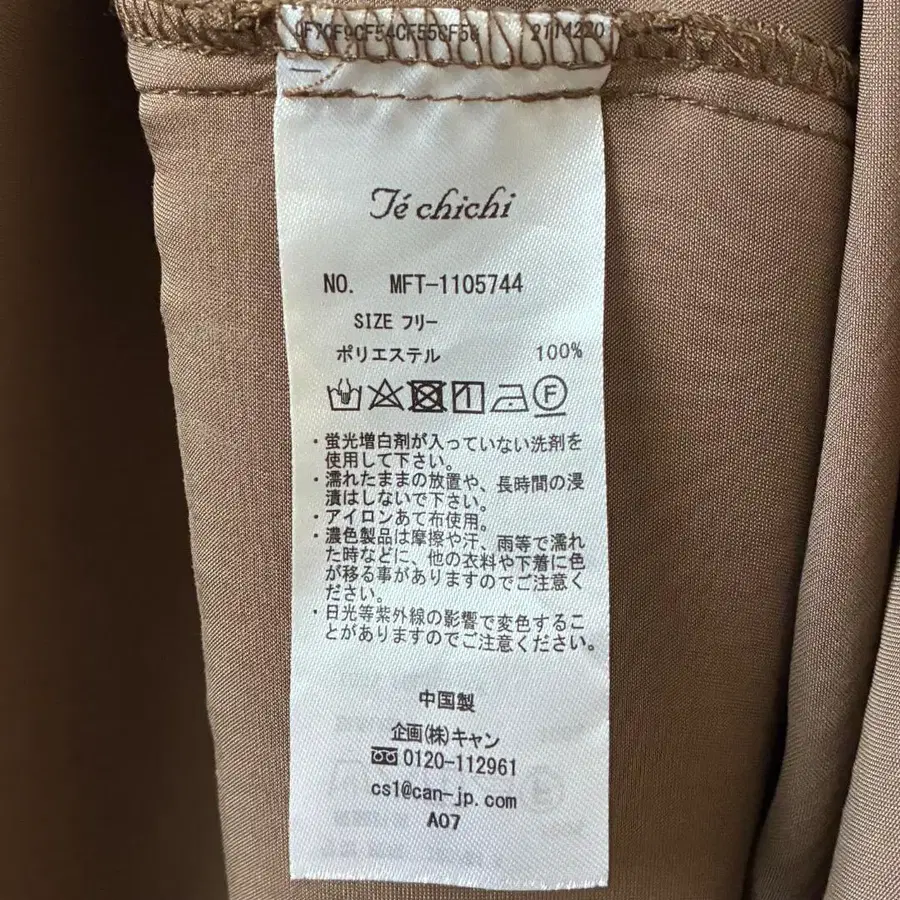 2114220
Té chichi
NO. MFT-1105744
SIZE フリー
ポリエステル 100%
F
・蛍光増白剤が入っていない洗剤を
使用して下さい。
・濡れたままの放置や、長時間の浸
漬はしないで下さい。
・アイロンあて布使用。
・濃色製品は摩擦や汗、雨等で濡れ
た時などに、他の衣料や下着に色
が移る事がありますのでご注意く
ださい。
・日光等紫外線の影響で変色するこ
とがありますのでご注意ください。
中国製
企画(株)キャン
0120-112961
cs1@can-jp.com
A07